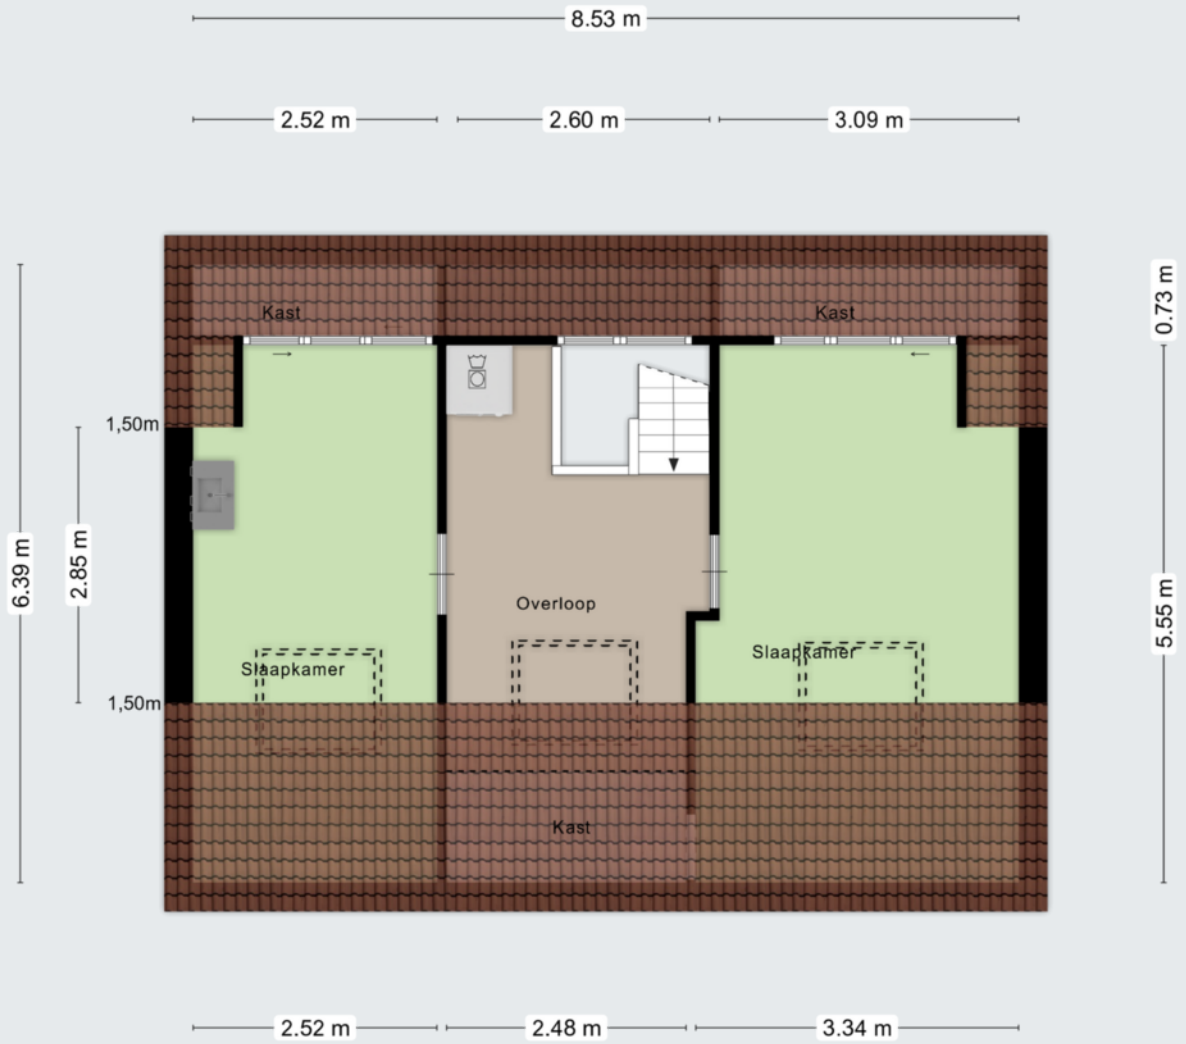 8.53 m
2.52 m
2.60 m
3.09 m
0.73 m
Kast
Kast
1,50m
6.39 m
2.85 m
5.55 m
Overloop
Slaapkamer
Slaapkamer
1,50m
Kast
2.52 m
2.48 m
3.34 m